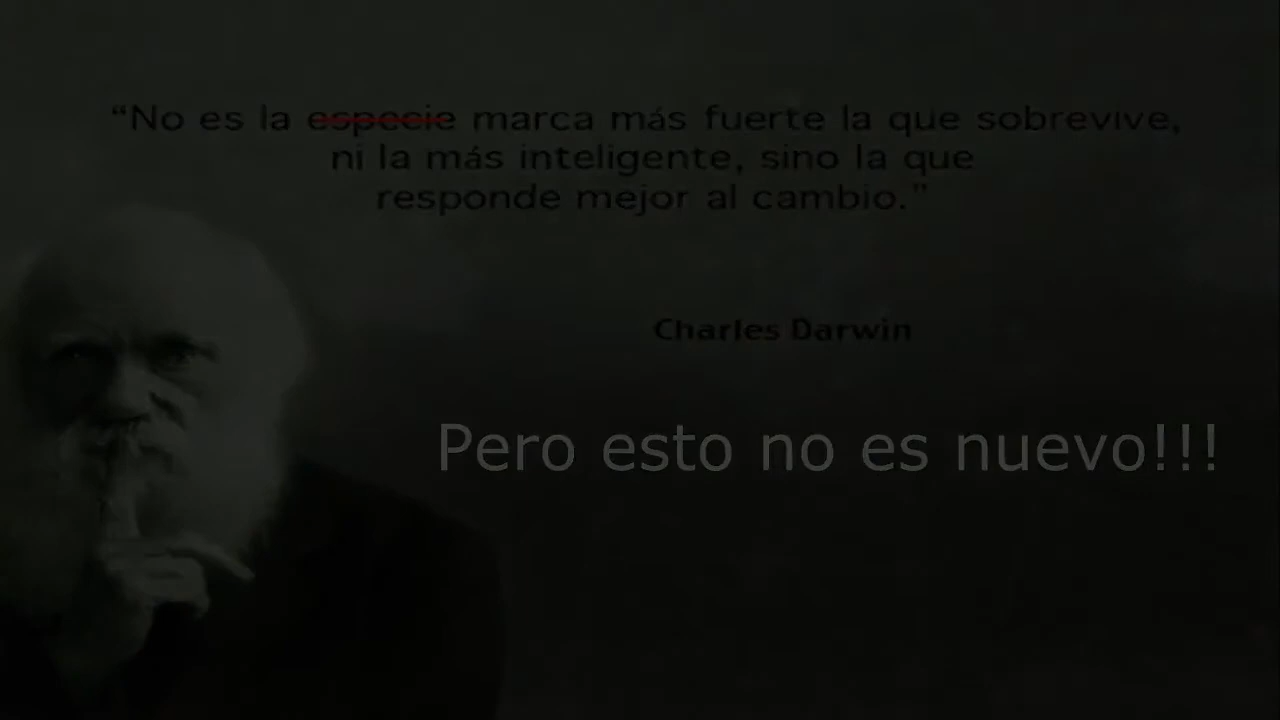 “No es la especie marca más fuerte la que sobrevive,
ni la más inteligente, sino la que
responde mejor al cambio.”
Charles Darwin
Pero esto no es nuevo!!!